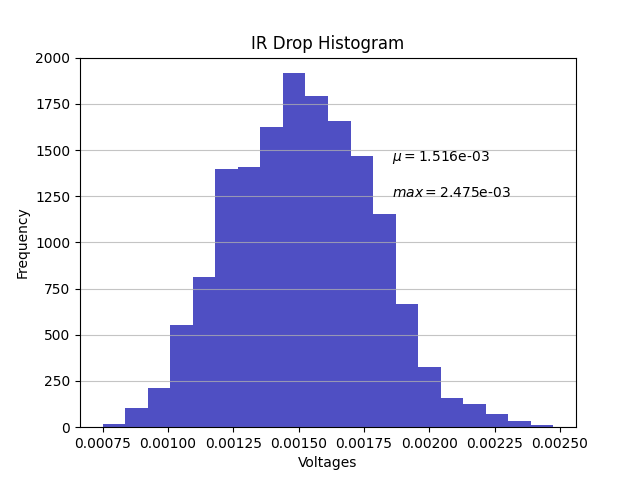 IR Drop Histogram
2000
1750
1500
1250
1000
750
500
250
0
Frequency
μ = 1.516e-03
max = 2.475e-03
0.00075 0.00100 0.00125 0.00150 0.00175 0.00200 0.00225 0.00250
Voltages